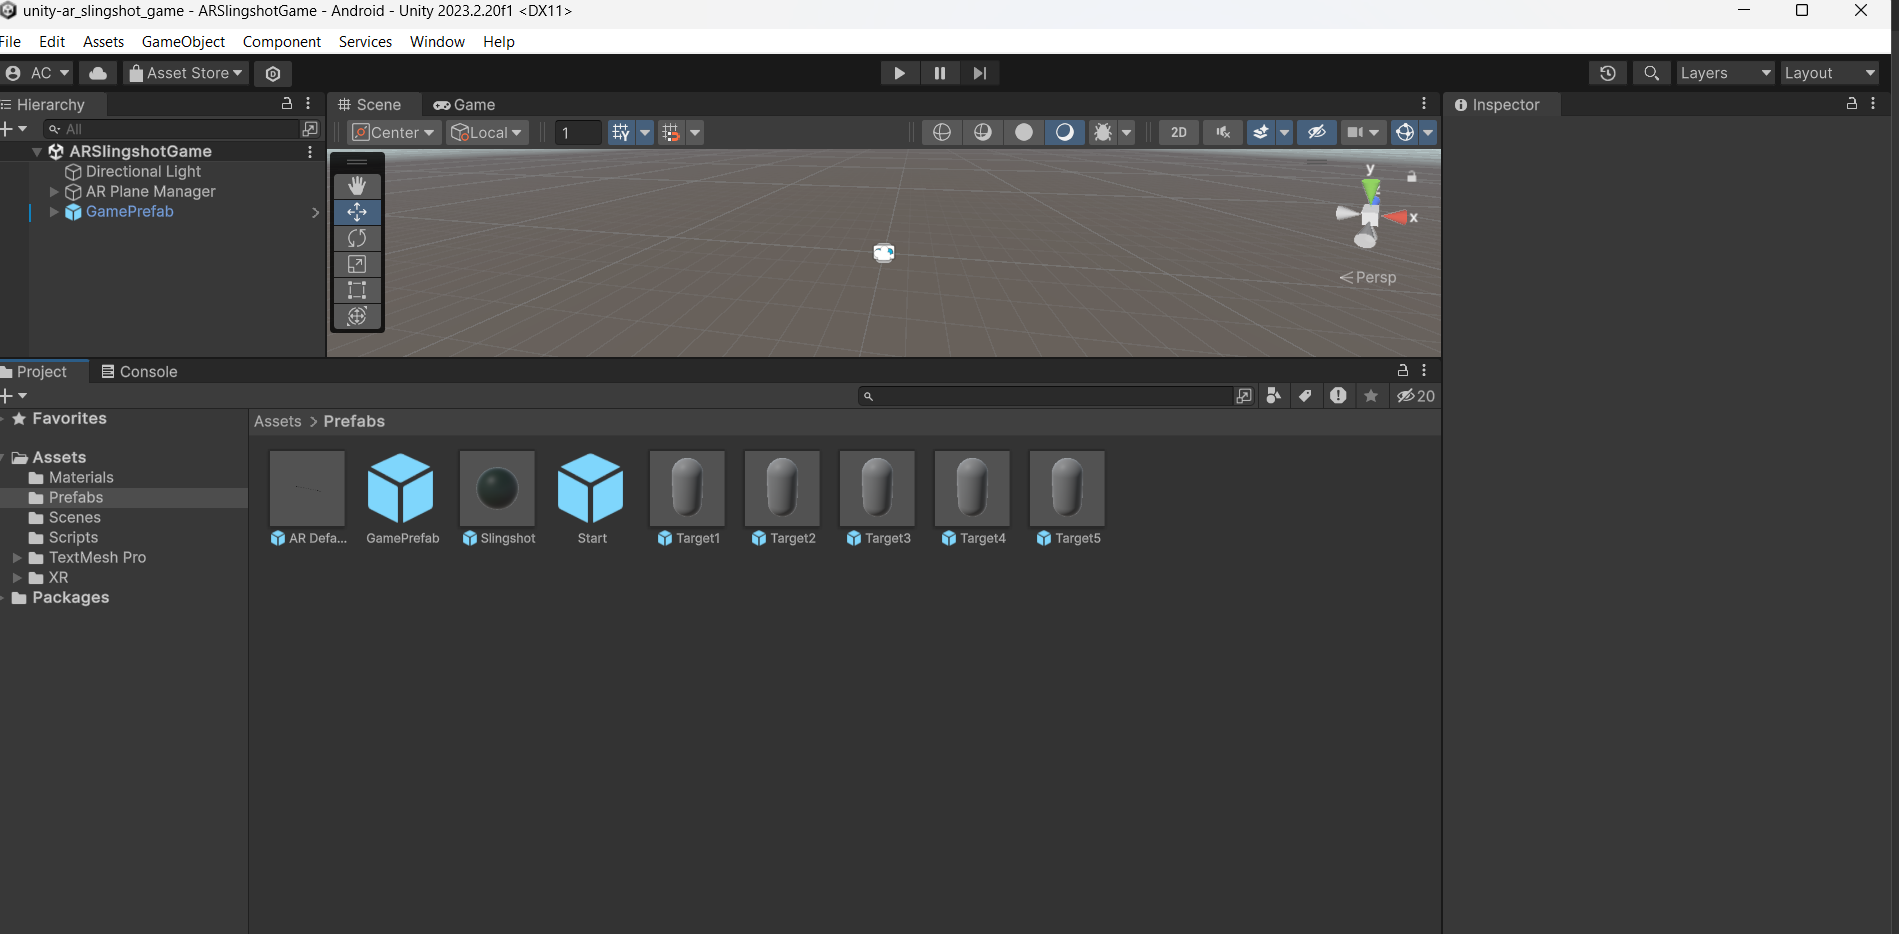 unity-ar_slingshot_game - ARSlingshotGame - Android - Unity 2023.2.20f1 <DX11>
File Edit Assets GameObject Component Services Window Help
AC Asset Store Layers Layout
Hierarchy
All
ARSlingshotGame
Directional Light
AR Plane Manager
GamePrefab
Scene Game
Center Local 1 2D
y
x
Persp
Inspector
Project Console
20
Favorites
Assets
Materials
Prefabs
Scenes
Scripts
TextMesh Pro
XR
Packages
Assets > Prefabs
AR Defa... GamePrefab Slingshot Start Target1 Target2 Target3 Target4 Target5